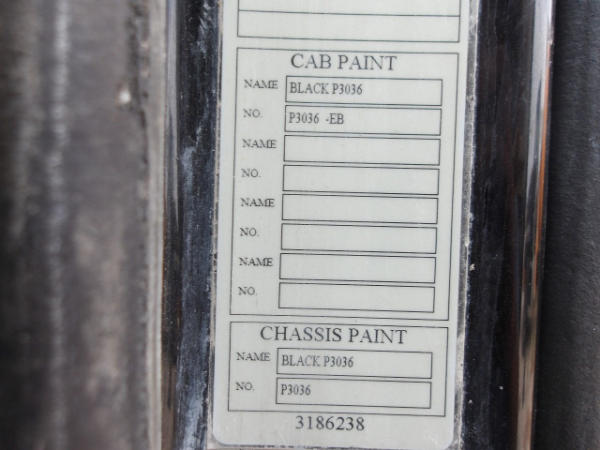 CAB PAINT
NAME BLACK P3036
NO. P3036 -EB
NAME
NO.
NAME
NO.
NAME
NO.
CHASSIS PAINT
NAME BLACK P3036
NO. P3036
3186238